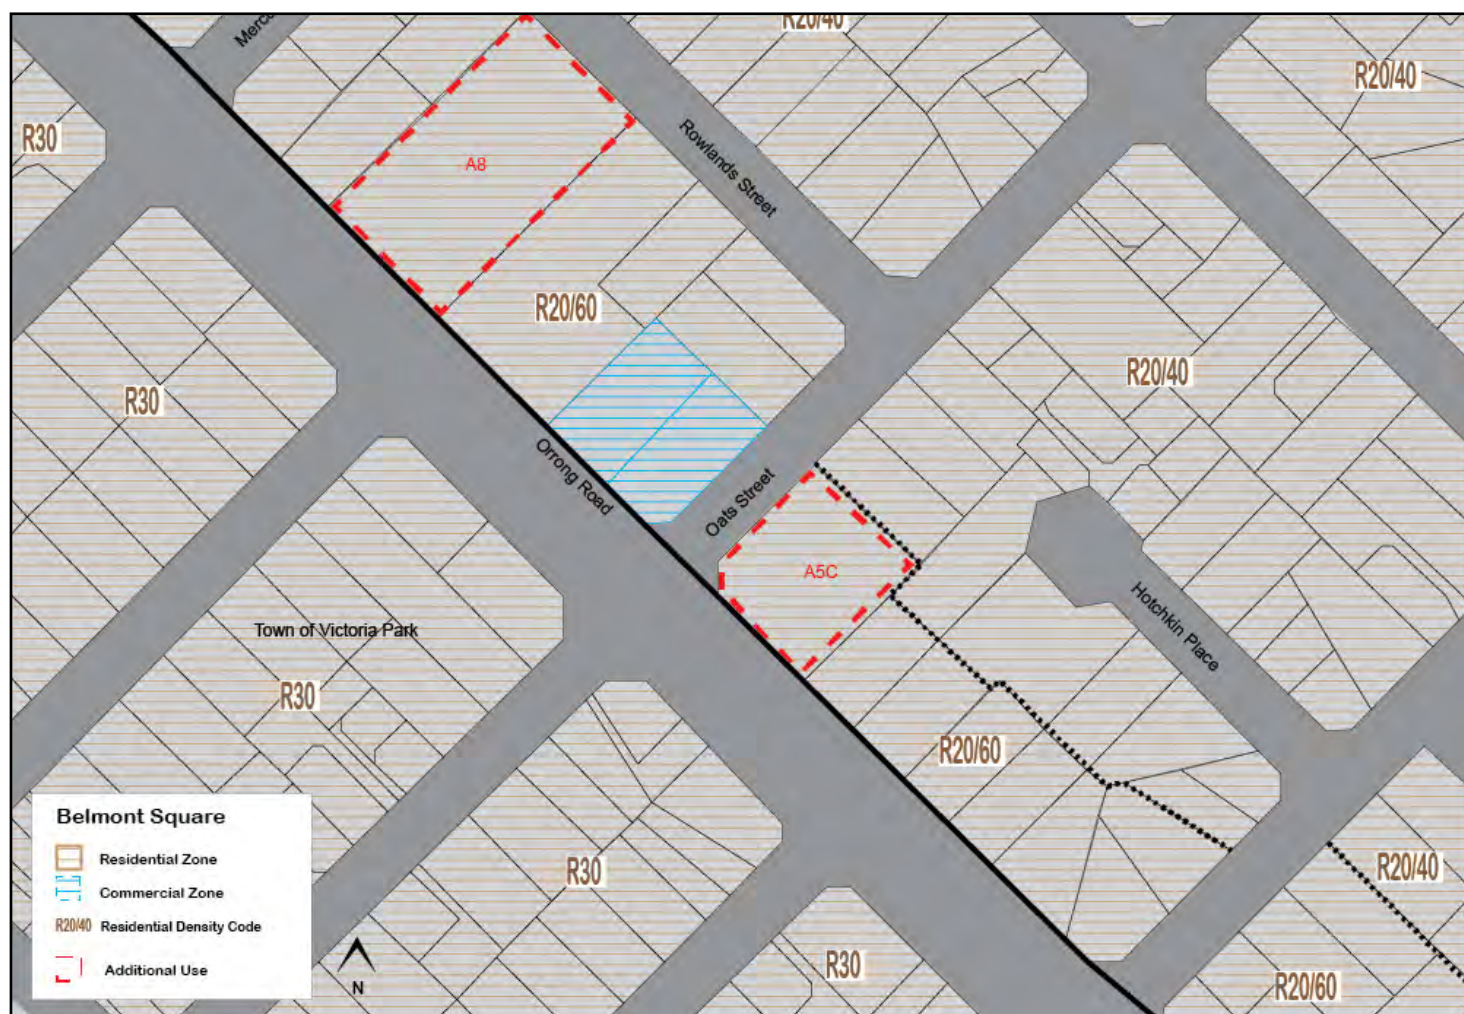 R20/40
R20/40
R30
A8
Rowlands Street
R20/60
R30
R20/40
Orrong Road
Oats Street
A5C
Hotchkin Place
Town of Victoria Park
R30
R20/60
R30
R20/40
R30
R20/60
Belmont Square
Residential Zone
Commercial Zone
R20/40 Residential Density Code
Additional Use
N